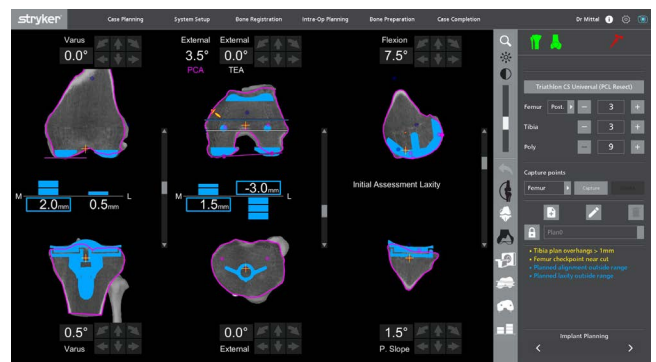 stryker
Case Planning
System Setup
Bone Registration
Intra-Op Planning
Bone Preparation
Case Completion
Dr Mittal
Varus
0.0°
External
3.5°
PCA
External
0.0°
TEA
Flexion
7.5°
M
2.0mm
0.5mm
L
M
1.5mm
-3.0mm
L
Initial Assessment Laxity
0.5°
Varus
0.0°
External
1.5°
P. Slope
Triathlon CS Universal (PCL Resect)
Femur Post. 3
Tibia 3
Poly 9
Capture points
Femur
Capture
Plan0
• Tibia plan overhangs > 1mm
• Femur checkpoint near cut
• Planned alignment outside range
• Planned laxity outside range
Implant Planning